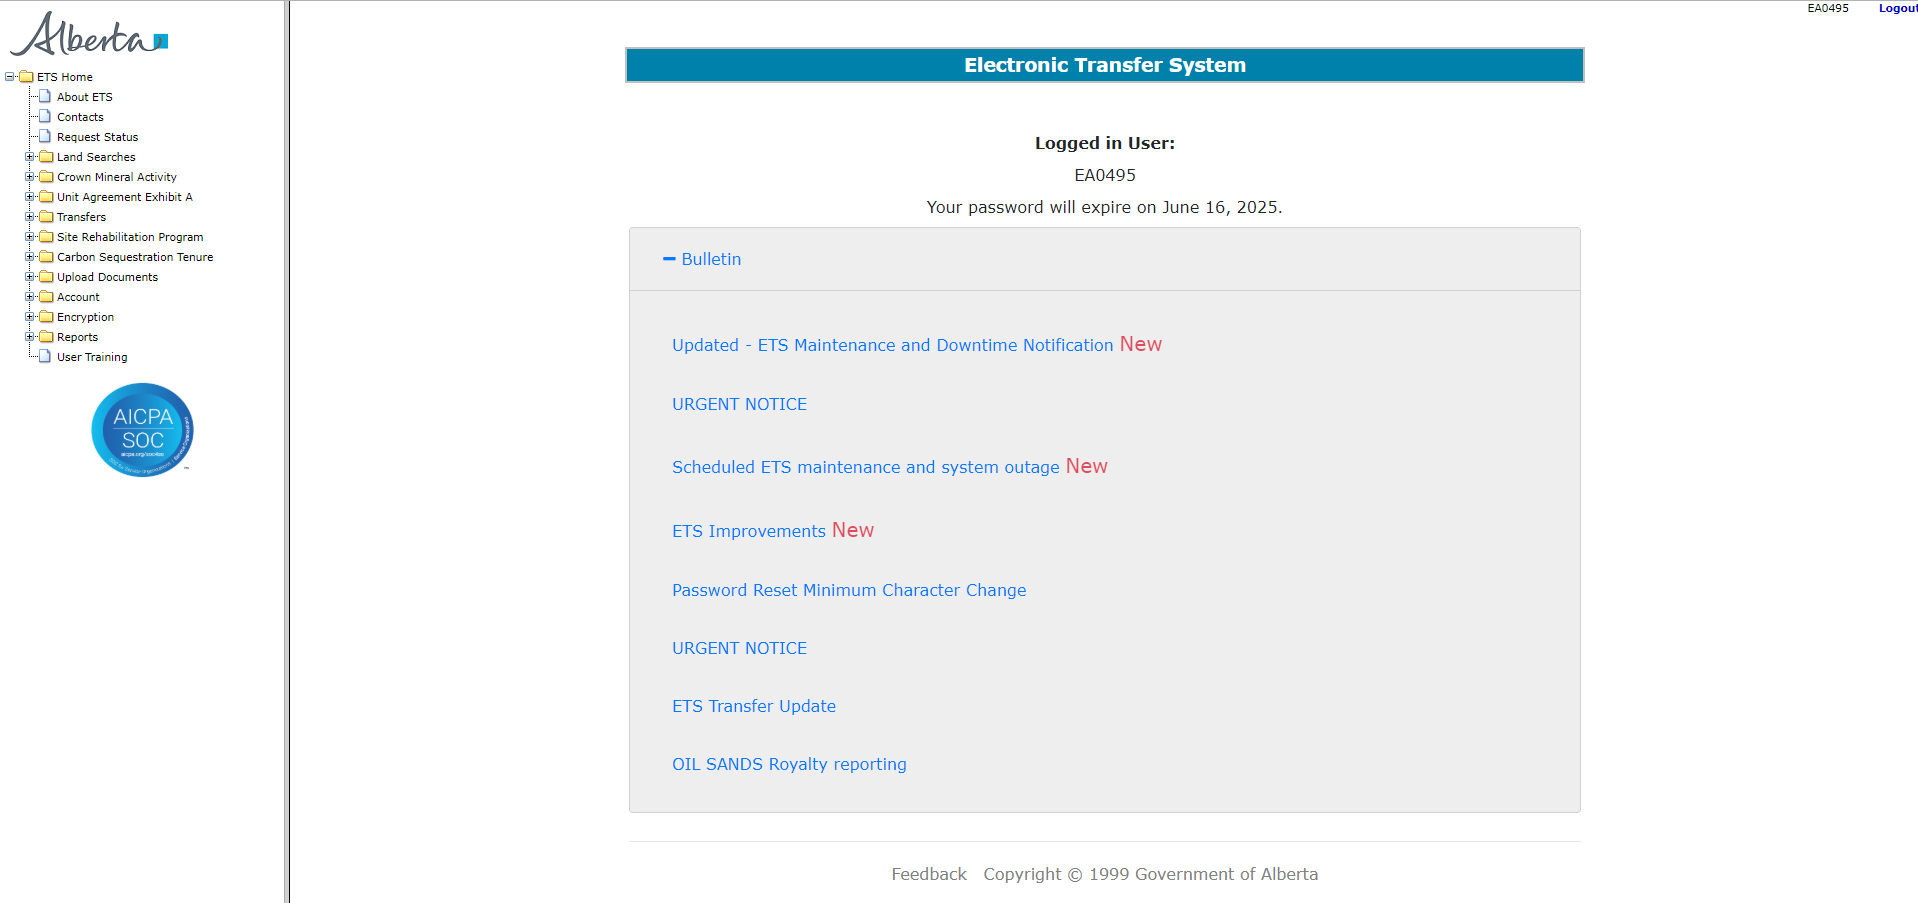 EA0495 Logout
Alberta
ETS Home
About ETS
Contacts
Request Status
Land Searches
Crown Mineral Activity
Unit Agreement Exhibit A
Transfers
Site Rehabilitation Program
Carbon Sequestration Tenure
Upload Documents
Account
Encryption
Reports
User Training
AICPA
SOC
aicpa.org/soc4so
Electronic Transfer System
Logged in User:
EA0495
Your password will expire on June 16, 2025.
Bulletin
Updated - ETS Maintenance and Downtime Notification New
URGENT NOTICE
Scheduled ETS maintenance and system outage New
ETS Improvements New
Password Reset Minimum Character Change
URGENT NOTICE
ETS Transfer Update
OIL SANDS Royalty reporting
Feedback Copyright © 1999 Government of Alberta